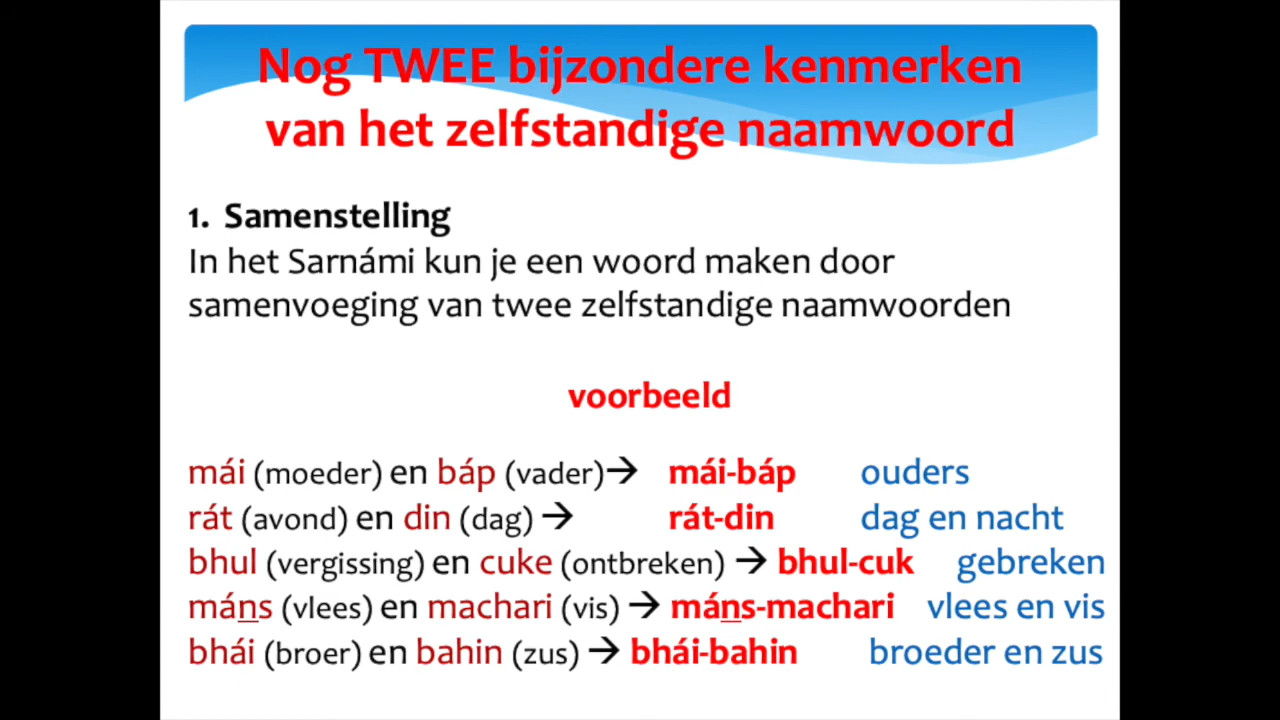 Nog TWEE bijzondere kenmerken
van het zelfstandige naamwoord
1. Samenstelling
In het Sarnámi kun je een woord maken door
samenvoeging van twee zelfstandige naamwoorden
voorbeeld
mái (moeder) en báp (vader)→ mái-báp ouders
rát (avond) en din (dag) → rát-din dag en nacht
bhul (vergissing) en cuke (ontbreken) → bhul-cuk gebreken
máṉs (vlees) en machari (vis) → máṉs-machari vlees en vis
bhái (broer) en bahin (zus) → bhái-bahin broeder en zus